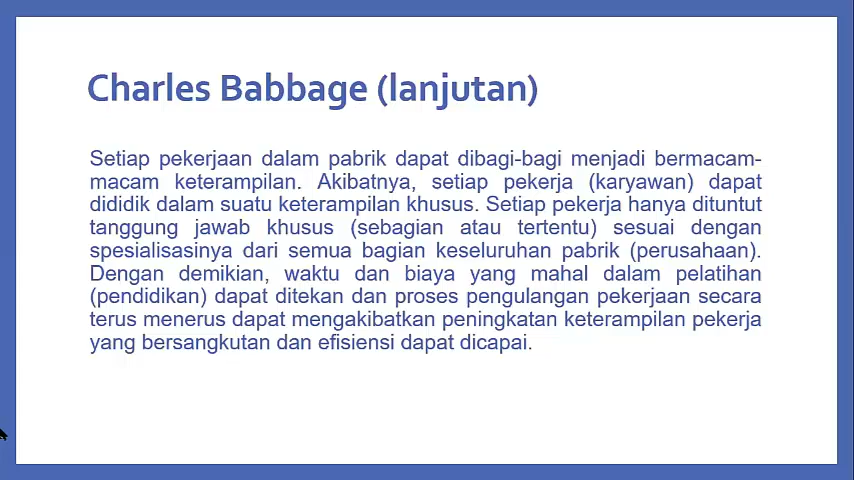 Charles Babbage (lanjutan)
Setiap pekerjaan dalam pabrik dapat dibagi-bagi menjadi bermacam-
macam keterampilan. Akibatnya, setiap pekerja (karyawan) dapat
dididik dalam suatu keterampilan khusus. Setiap pekerja hanya dituntut
tanggung jawab khusus (sebagian atau tertentu) sesuai dengan
spesialisasinya dari semua bagian keseluruhan pabrik (perusahaan).
Dengan demikian, waktu dan biaya yang mahal dalam pelatihan
(pendidikan) dapat ditekan dan proses pengulangan pekerjaan secara
terus menerus dapat mengakibatkan peningkatan keterampilan pekerja
yang bersangkutan dan efisiensi dapat dicapai.